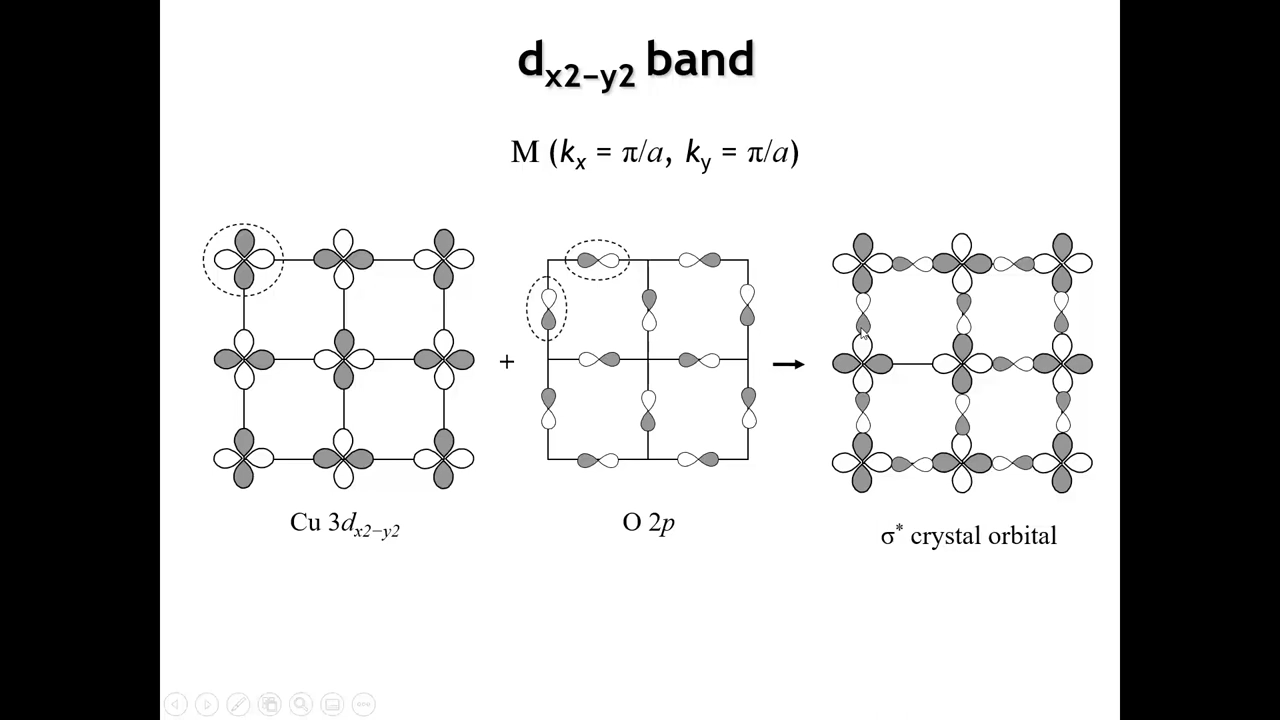 dx2−y2 band
M (kx = π/a, ky = π/a)
+
Cu 3dx2−y2
O 2p
σ* crystal orbital